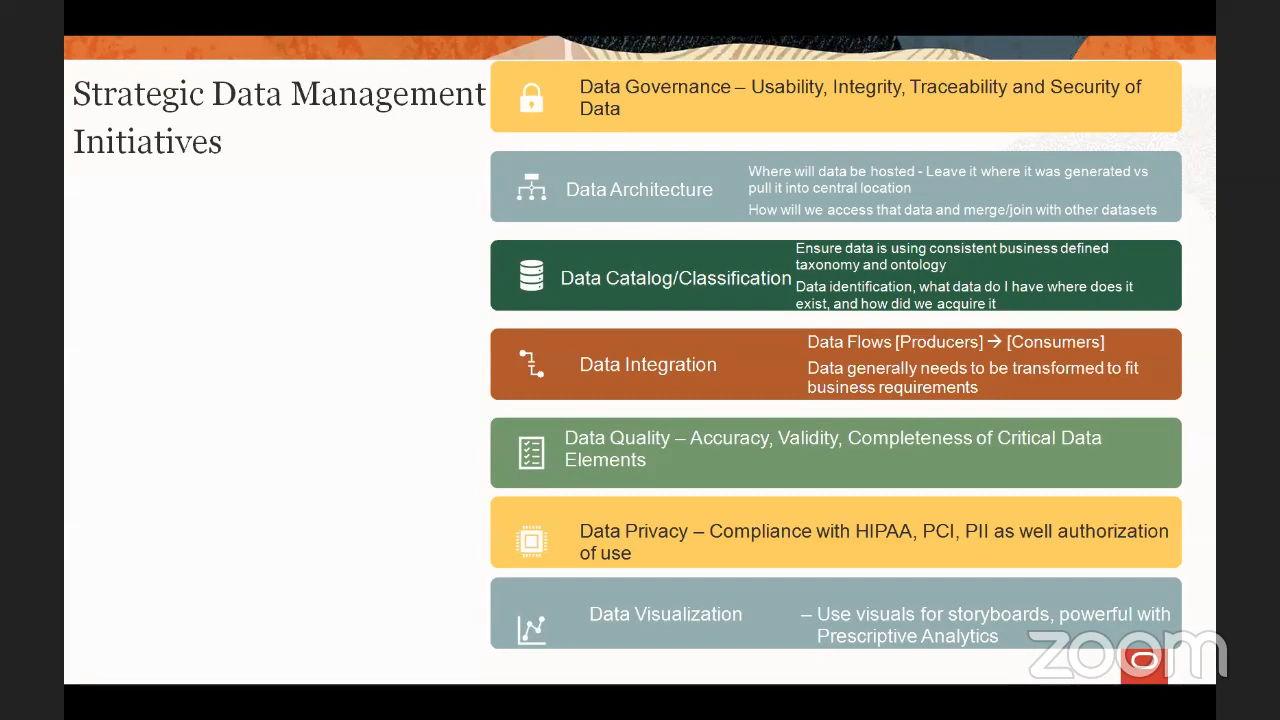 Strategic Data Management
Initiatives
Data Governance – Usability, Integrity, Traceability and Security of
Data
Data Architecture
Where will data be hosted - Leave it where it was generated vs
pull it into central location
How will we access that data and merge/join with other datasets
Data Catalog/Classification
Ensure data is using consistent business defined
taxonomy and ontology
Data identification, what data do I have where does it
exist, and how did we acquire it
Data Integration
Data Flows [Producers] → [Consumers]
Data generally needs to be transformed to fit
business requirements
Data Quality – Accuracy, Validity, Completeness of Critical Data
Elements
Data Privacy – Compliance with HIPAA, PCI, PII as well authorization
of use
Data Visualization
– Use visuals for storyboards, powerful with
Prescriptive Analytics
zoom